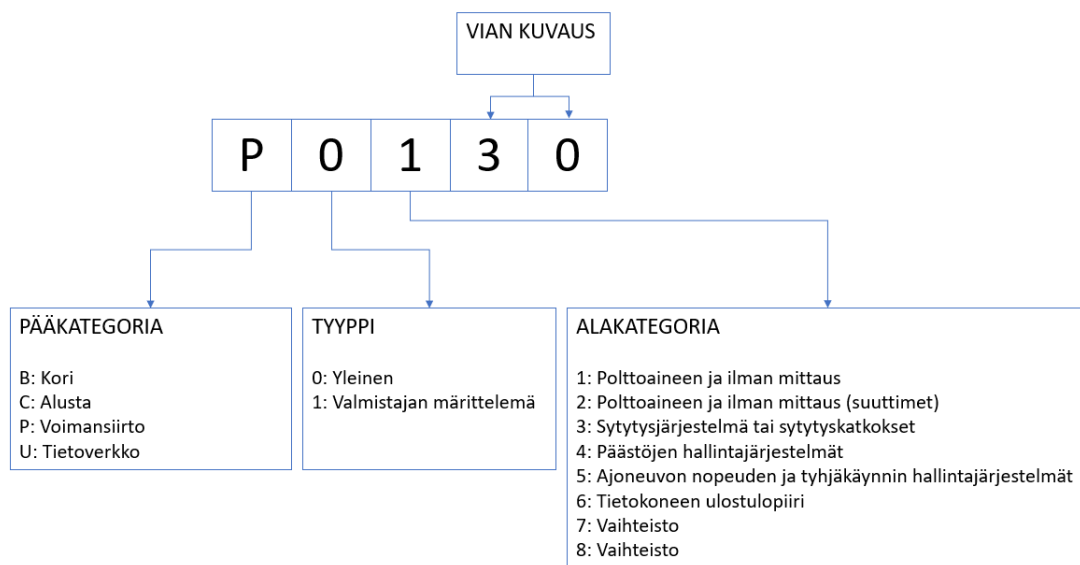 VIAN KUVAUS
P 0 1 3 0
PÄÄKATEGORIA
B: Kori
C: Alusta
P: Voimansiirto
U: Tietoverkko
TYYPPI
0: Yleinen
1: Valmistajan märittelemä
ALAKATEGORIA
1: Polttoaineen ja ilman mittaus
2: Polttoaineen ja ilman mittaus (suuttimet)
3: Sytytysjärjestelmä tai sytytyskatkokset
4: Päästöjen hallintajärjestelmät
5: Ajoneuvon nopeuden ja tyhjäkäynnin hallintajärjestelmät
6: Tietokoneen ulostulopiiri
7: Vaihteisto
8: Vaihteisto